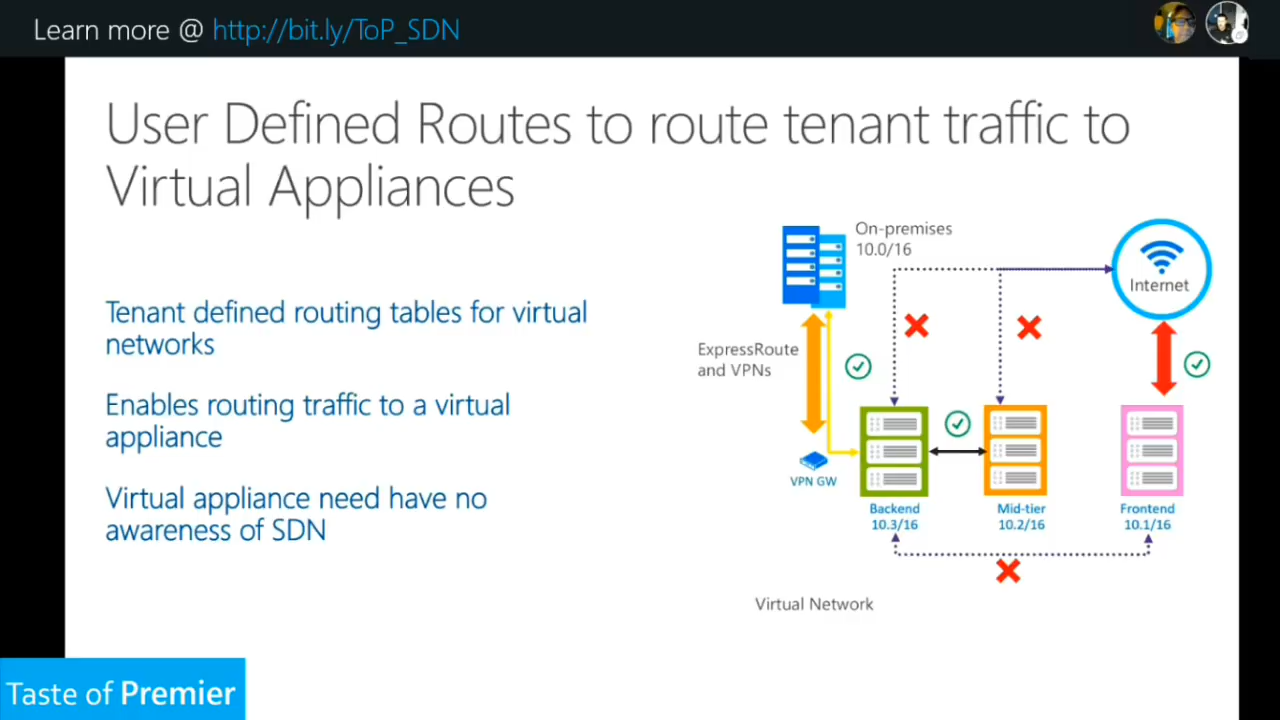 Learn more @ http://bit.ly/ToP_SDN
User Defined Routes to route tenant traffic to
Virtual Appliances
Tenant defined routing tables for virtual
networks
Enables routing traffic to a virtual
appliance
Virtual appliance need have no
awareness of SDN
On-premises
10.0/16
Internet
ExpressRoute
and VPNs
VPN GW
Backend
10.3/16
Mid-tier
10.2/16
Frontend
10.1/16
Virtual Network
Taste of Premier